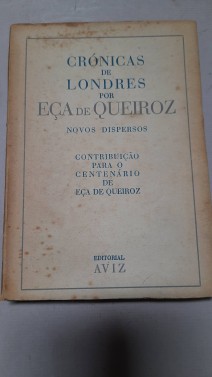 CRÓNICAS
DE
LONDRES
POR
EÇA DE QUEIROZ
NOVOS DISPERSOS
CONTRIBUIÇÃO
PARA O
CENTENÁRIO
DE
EÇA DE QUEIROZ
EDITORIAL
AVIZ